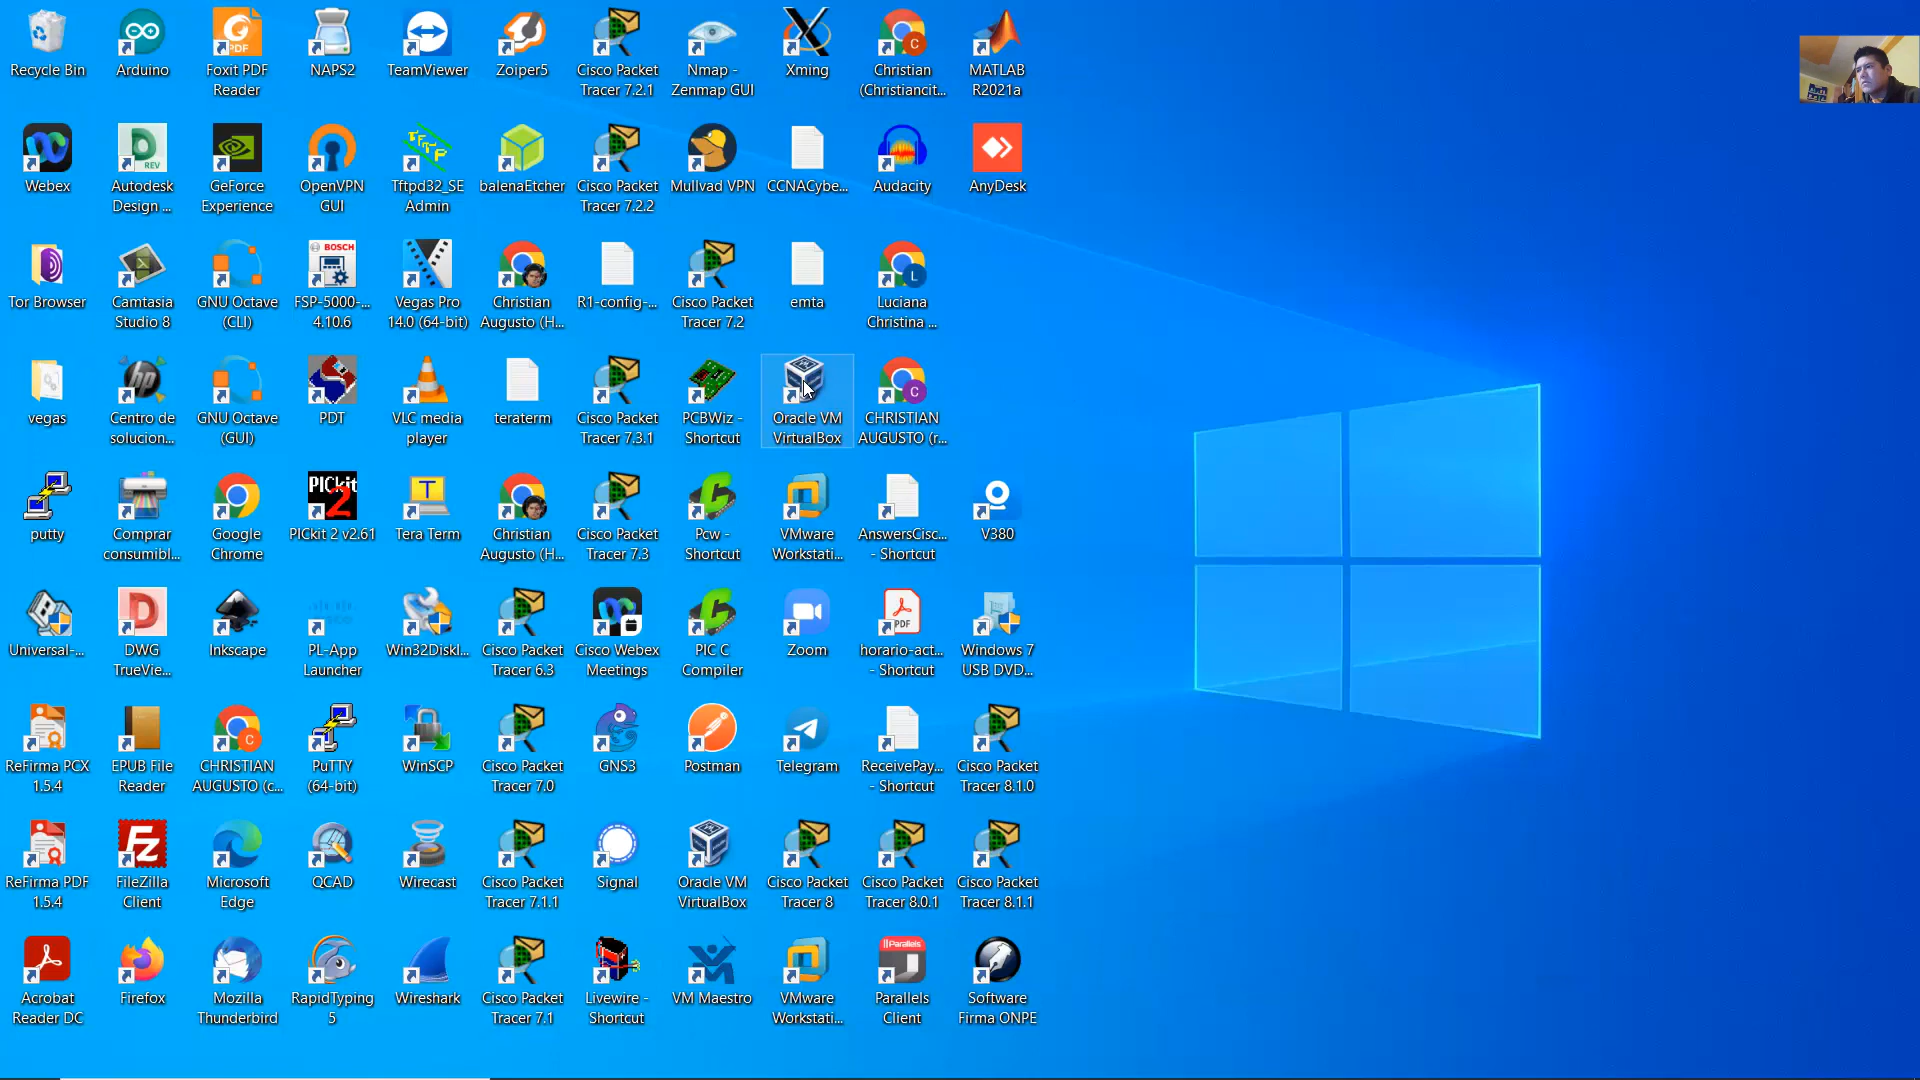 Recycle Bin
Arduino
Foxit PDF
Reader
NAPS2
TeamViewer
Zoiper5
Cisco Packet
Tracer 7.2.1
Nmap -
Zenmap GUI
Xming
Christian
(Christiancit...
MATLAB
R2021a
Webex
Autodesk
Design ...
GeForce
Experience
OpenVPN
GUI
Tftpd32_SE
Admin
balenaEtcher
Cisco Packet
Tracer 7.2.2
Mullvad VPN
CCNACybe...
Audacity
AnyDesk
Tor Browser
Camtasia
Studio 8
GNU Octave
(CLI)
BOSCH
FSP-5000-...
4.10.6
Vegas Pro
14.0 (64-bit)
Christian
Augusto (H...
R1-config-...
Cisco Packet
Tracer 7.2
emta
Luciana
Christina ...
vegas
Centro de
solucion...
GNU Octave
(GUI)
PDT
VLC media
player
teraterm
Cisco Packet
Tracer 7.3.1
PCBWiz -
Shortcut
Oracle VM
VirtualBox
CHRISTIAN
AUGUSTO (r...
putty
Comprar
consumibl...
Google
Chrome
PICkit
2
PICkit 2 v2.61
Tera Term
Christian
Augusto (H...
Cisco Packet
Tracer 7.3
Pcw -
Shortcut
VMware
Workstati...
AnswersCisc...
- Shortcut
V380
Universal-...
DWG
TrueVie...
Inkscape
PL-App
Launcher
Win32DiskI...
Cisco Packet
Tracer 6.3
Cisco Webex
Meetings
PIC C
Compiler
Zoom
PDF
horario-act...
- Shortcut
Windows 7
USB DVD...
ReFirma PCX
1.5.4
EPUB File
Reader
CHRISTIAN
AUGUSTO (c...
PuTTY
(64-bit)
WinSCP
Cisco Packet
Tracer 7.0
GNS3
Postman
Telegram
ReceivePay...
- Shortcut
Cisco Packet
Tracer 8.1.0
ReFirma PDF
1.5.4
FileZilla
Client
Microsoft
Edge
QCAD
Wirecast
Cisco Packet
Tracer 7.1.1
Signal
Oracle VM
VirtualBox
Cisco Packet
Tracer 8
Cisco Packet
Tracer 8.0.1
Cisco Packet
Tracer 8.1.1
Acrobat
Reader DC
Firefox
Mozilla
Thunderbird
RapidTyping
5
Wireshark
Cisco Packet
Tracer 7.1
Livewire -
Shortcut
VM Maestro
VMware
Workstati...
Parallels
Parallels
Client
Software
Firma ONPE